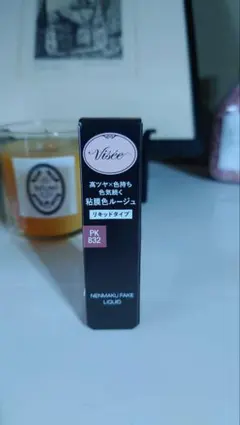 Visée
高ツヤ×色持ち
色気続く
粘膜色ルージュ
リキッドタイプ
PK
832
NENMAKU FAKE
LIQUID